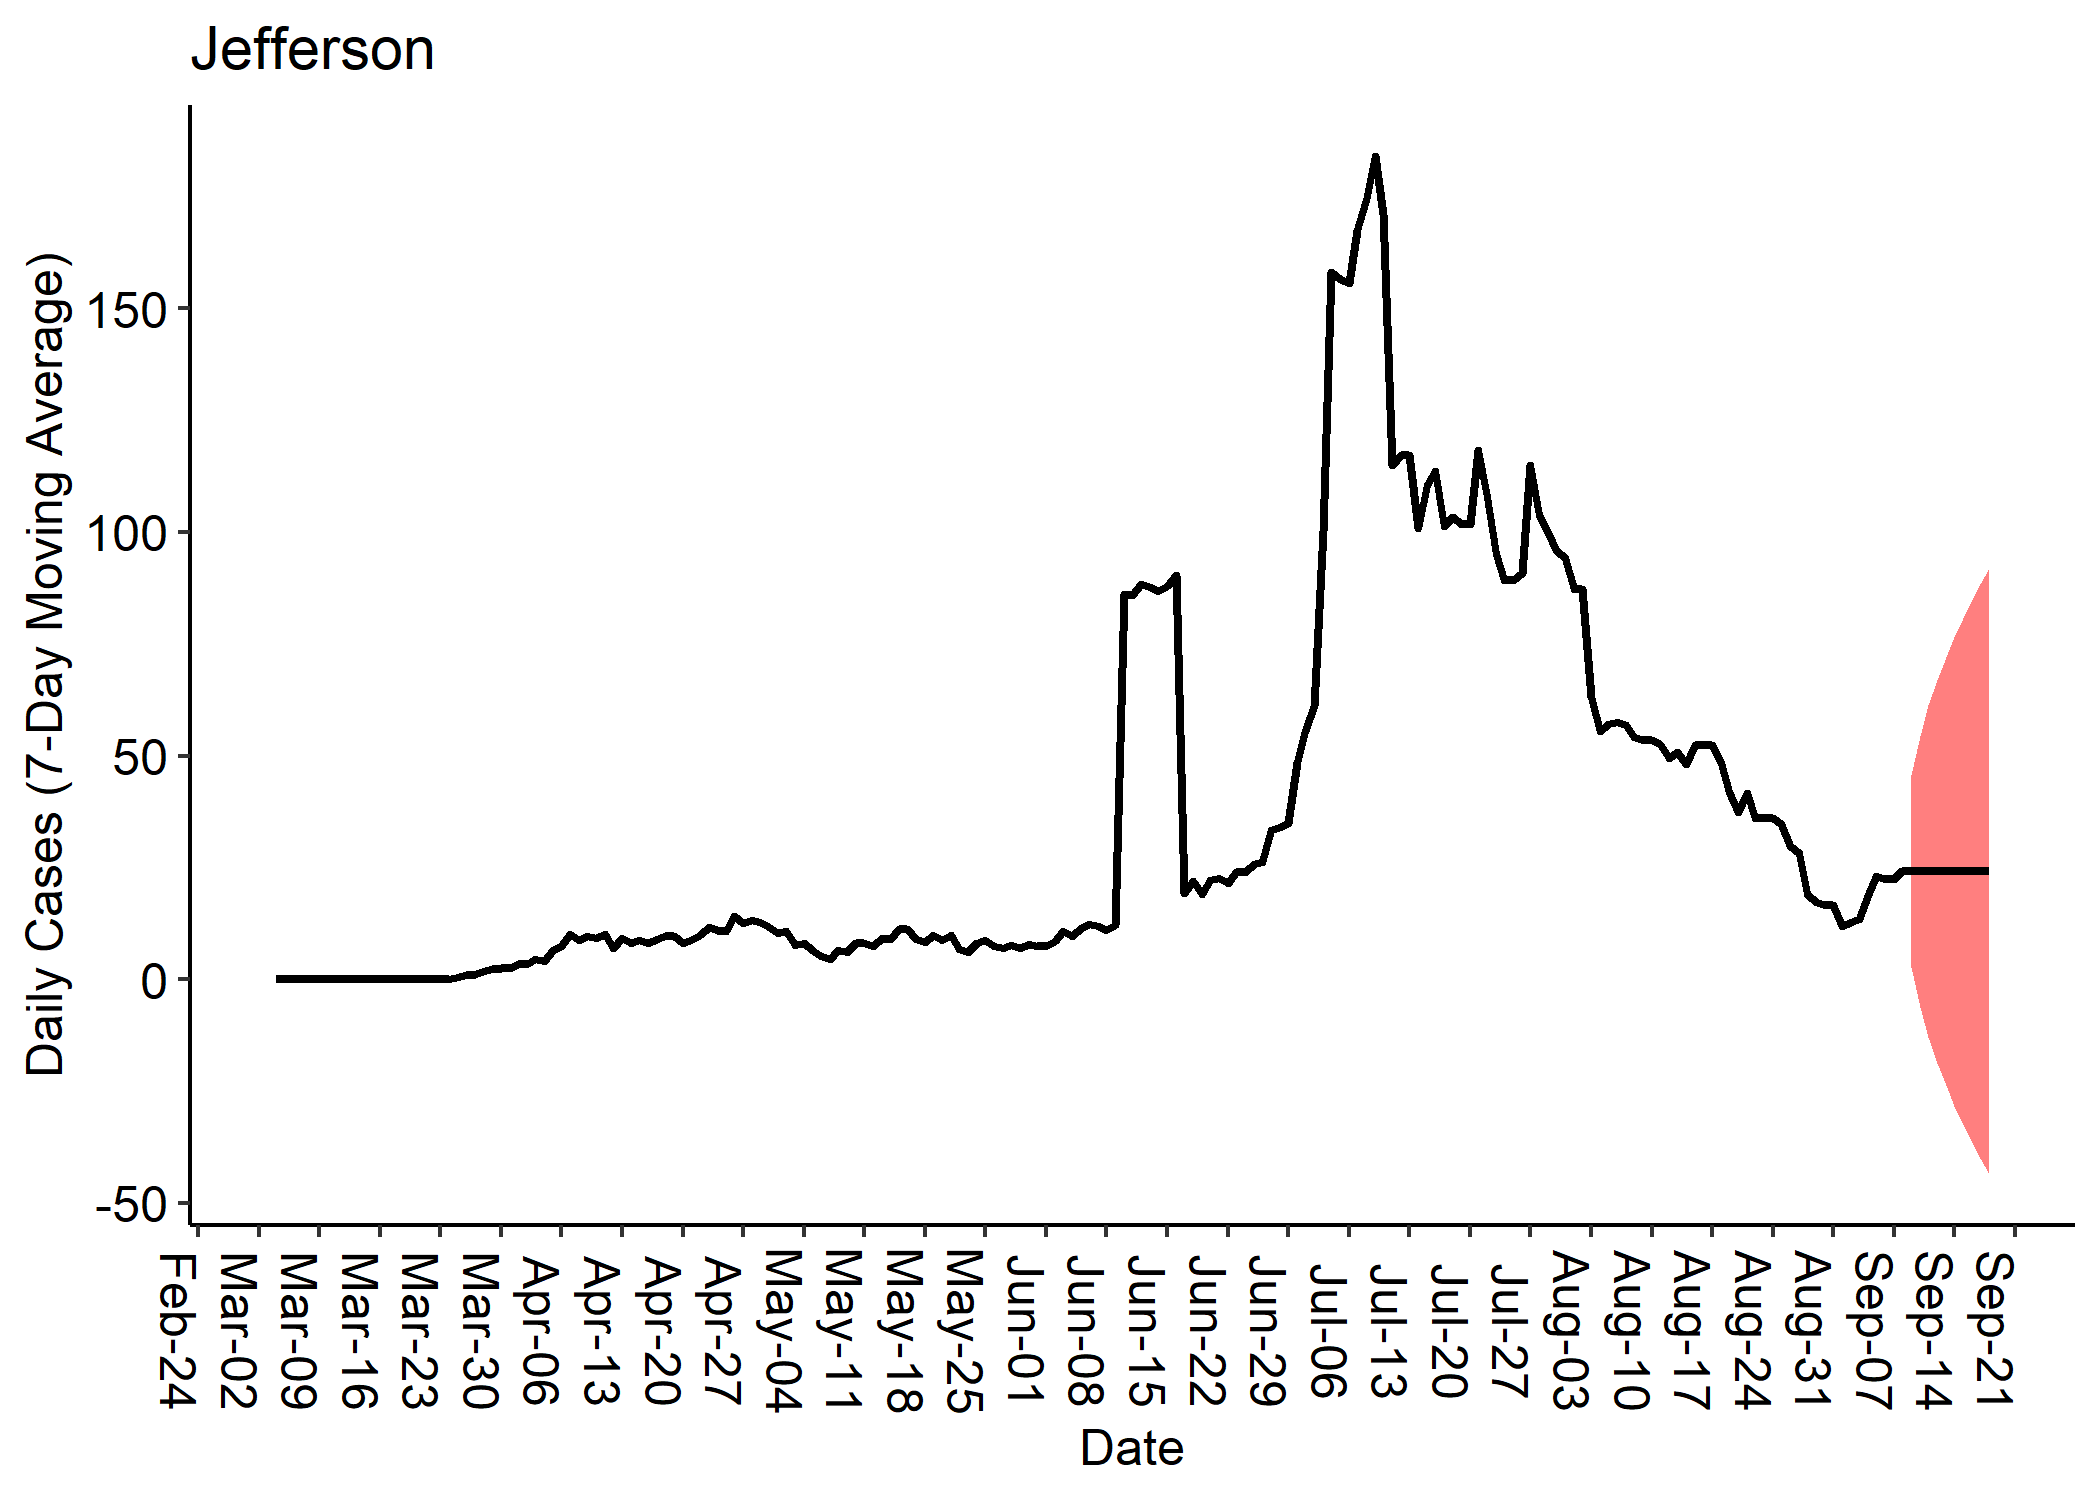 Jefferson
Daily Cases (7-Day Moving Average)
150
100
50
0
-50
Feb-24
Mar-02
Mar-09
Mar-16
Mar-23
Mar-30
Apr-06
Apr-13
Apr-20
Apr-27
May-04
May-11
May-18
May-25
Jun-01
Jun-08
Jun-15
Jun-22
Jun-29
Jul-06
Jul-13
Jul-20
Jul-27
Aug-03
Aug-10
Aug-17
Aug-24
Aug-31
Sep-07
Sep-14
Sep-21
Date